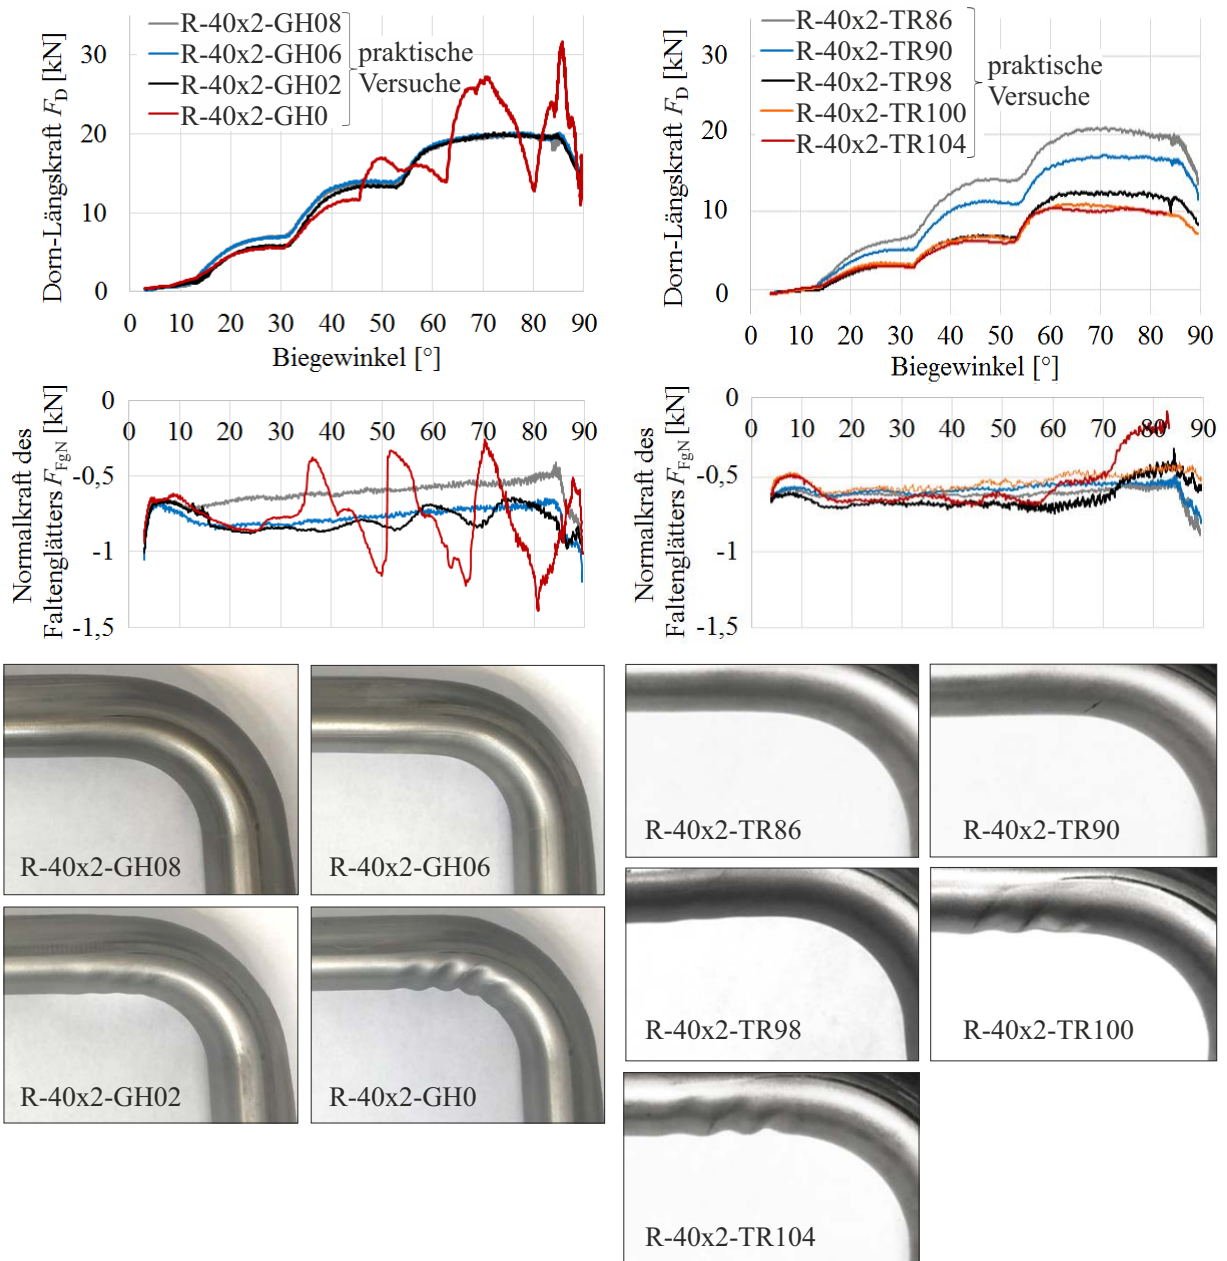 R-40x2-GH08
R-40x2-GH06
R-40x2-GH02
R-40x2-GH0
praktische
Versuche
Dorn-Längskraft F_D [kN]
30
20
10
0
0 10 20 30 40 50 60 70 80 90
Biegewinkel [°]
R-40x2-TR86
R-40x2-TR90
R-40x2-TR98
R-40x2-TR100
R-40x2-TR104
praktische
Versuche
Dorn-Längskraft F_D [kN]
30
20
10
0
0 10 20 30 40 50 60 70 80 90
Biegewinkel [°]
Normalkraft des
Faltenglätters F_FgN [kN]
0
0 10 20 30 40 50 60 70 80 90
-0,5
-1
-1,5
Normalkraft des
Faltenglätters F_FgN [kN]
0
0 10 20 30 40 50 60 70 80 90
-0,5
-1
-1,5
R-40x2-GH08
R-40x2-GH06
R-40x2-GH02
R-40x2-GH0
R-40x2-TR86
R-40x2-TR90
R-40x2-TR98
R-40x2-TR100
R-40x2-TR104